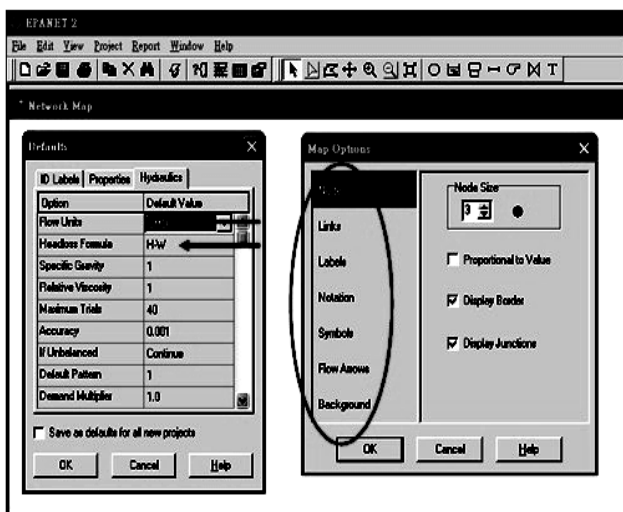 EPANET 2
File Edit View Project Report Window Help
T
Network Map
Defaults
ID Labels Properties Hydraulics
Option Default Value
Flow Units
Headloss Formula H-W
Specific Gravity 1
Relative Viscosity 1
Maximum Trials 40
Accuracy 0.001
If Unbalanced Continue
Default Pattern 1
Demand Multiplier 1.0
Save as defaults for all new projects
OK Cancel Help
Map Options
Links
Labels
Notation
Symbols
Flow Arrows
Background
Node Size
3
Proportional to Value
Display Border
Display Junctions
OK Cancel Help